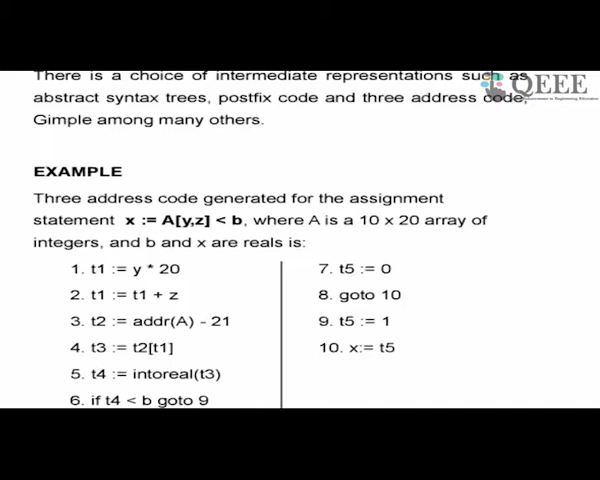 There is a choice of intermediate representations such as
QEEE
abstract syntax trees, postfix code and three address code,
Gimple among many others.
EXAMPLE
Three address code generated for the assignment
statement x := A[y,z] < b, where A is a 10 x 20 array of
integers, and b and x are reals is:
1. t1 := y * 20
2. t1 := t1 + z
3. t2 := addr(A) - 21
4. t3 := t2[t1]
5. t4 := intoreal(t3)
6. if t4 < b goto 9
7. t5 := 0
8. goto 10
9. t5 := 1
10. x:= t5